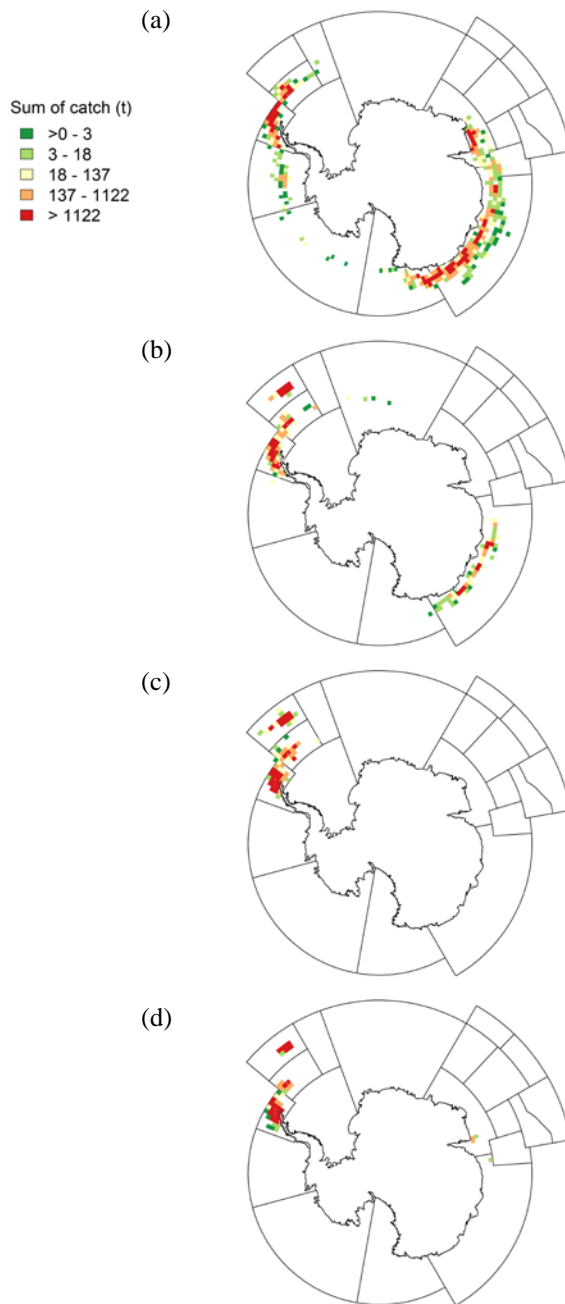 (a)
Sum of catch (t)
>0 - 3
3 - 18
18 - 137
137 - 1122
> 1122
(b)
(c)
(d)